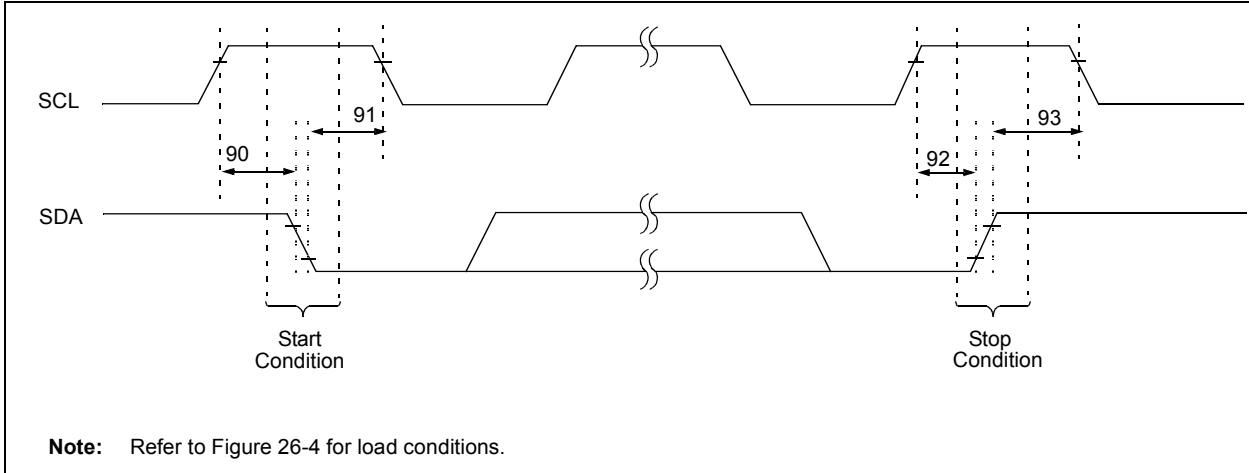 SCL
91
93
90
92
SDA
Start
Condition
Stop
Condition
Note: Refer to Figure 26-4 for load conditions.